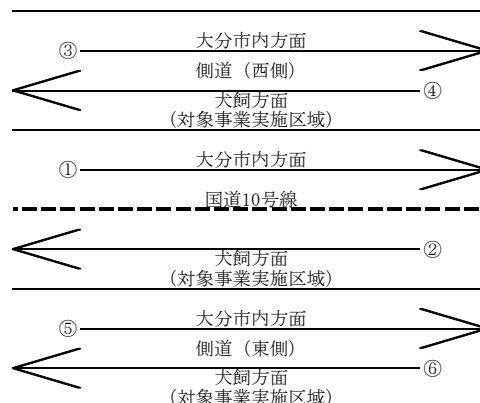 大分市内方面
③
側道（西側）
④
犬飼方面
（対象事業実施区域）
大分市内方面
①
国道10号線
②
犬飼方面
（対象事業実施区域）
大分市内方面
⑤
側道（東側）
⑥
犬飼方面
（対象事業実施区域）